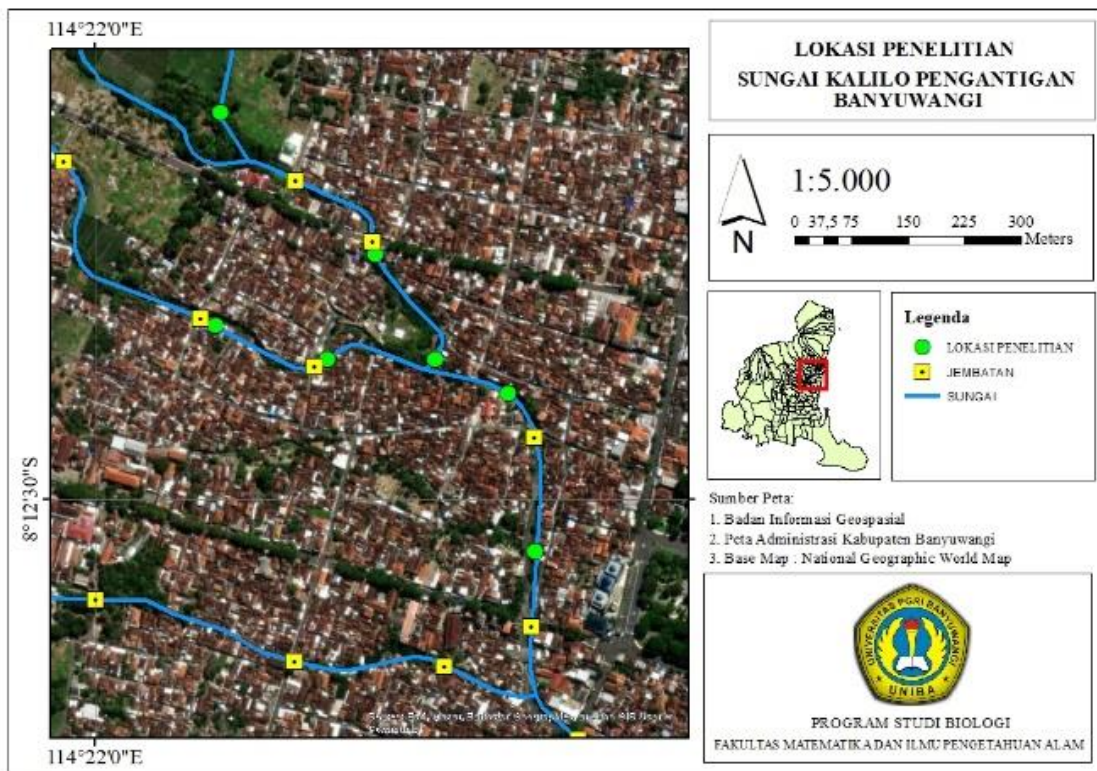 114°22'0"E
8°12'30"S
114°22'0"E
LOKASI PENELITIAN
SUNGAI KALILO PENGANTIGAN
BANYUWANGI
1:5.000
N
0 37,5 75 150 225 300
Meters
Legenda
LOKASI PENELITIAN
JEMBATAN
SUNGAI
Sumber Peta:
1. Badan Informasi Geospasial
2. Peta Administrasi Kabupaten Banyuwangi
3. Base Map : National Geographic World Map
UNIVERSITAS PGRI BANYUWANGI
UNIBA
PROGRAM STUDI BIOLOGI
FAKULTAS MATEMATIKA DAN ILMU PENGETAHUAN ALAM